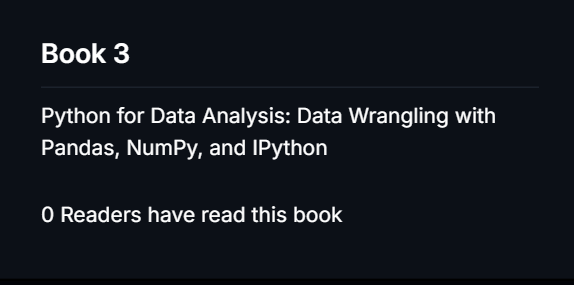 Book 3
Python for Data Analysis: Data Wrangling with
Pandas, NumPy, and IPython
0 Readers have read this book